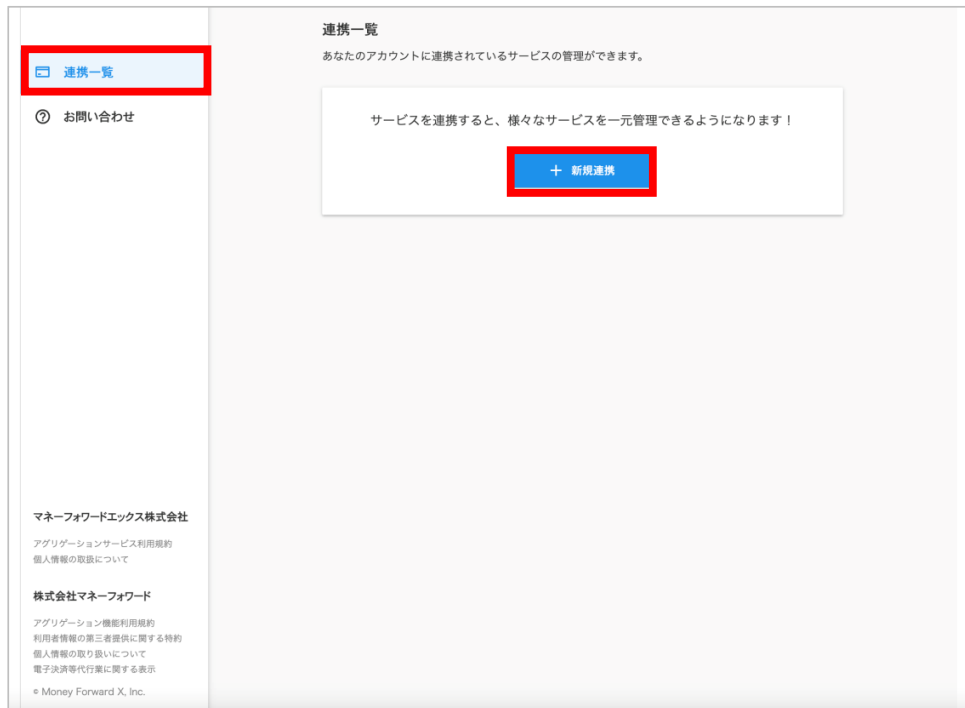 連携一覧
お問い合わせ
連携一覧
あなたのアカウントに連携されているサービスの管理ができます。
サービスを連携すると、様々なサービスを一元管理できるようになります！
＋ 新規連携
マネーフォワードエックス株式会社
アグリゲーションサービス利用規約
個人情報の取扱について
株式会社マネーフォワード
アグリゲーション機能利用規約
利用者情報の第三者提供に関する特約
個人情報の取り扱いについて
電子決済等代行業に関する表示
© Money Forward X, Inc.